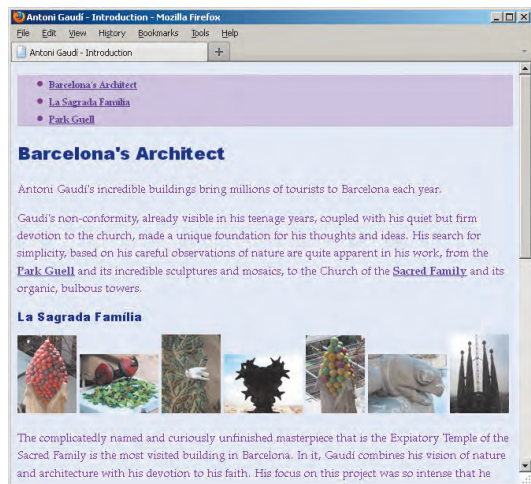 Antoni Gaudí - Introduction - Mozilla Firefox
File Edit View History Bookmarks Tools Help
Antoni Gaudí - Introduction
Barcelona's Architect
La Sagrada Família
Park Guell
Barcelona's Architect
Antoni Gaudí's incredible buildings bring millions of tourists to Barcelona each year.
Gaudí's non-conformity, already visible in his teenage years, coupled with his quiet but firm
devotion to the church, made a unique foundation for his thoughts and ideas. His search for
simplicity, based on his careful observations of nature are quite apparent in his work, from the
Park Guell and its incredible sculptures and mosaics, to the Church of the Sacred Family and its
organic, bulbous towers.
La Sagrada Família
The complicatedly named and curiously unfinished masterpiece that is the Expiatory Temple of the
Sacred Family is the most visited building in Barcelona. In it, Gaudí combines his vision of nature
and architecture with his devotion to his faith. His focus on this project was so intense that he